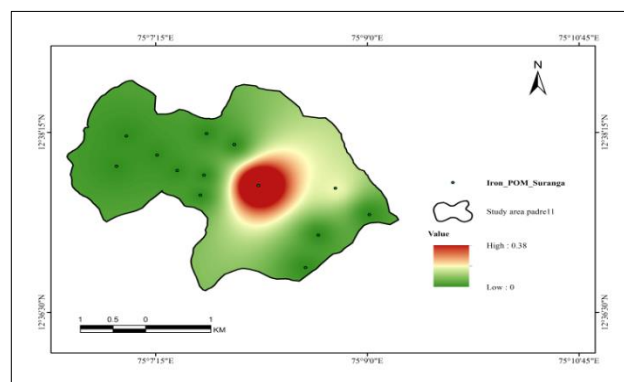 75°7'15"E 75°9'0"E 75°10'45"E
N
12°38'15"N 12°38'15"N
Iron_POM_Suranga
Study area padre11
Value
High : 0.38
Low : 0
12°36'30"N 12°36'30"N
1 0.5 0 1
KM
75°7'15"E 75°9'0"E 75°10'45"E